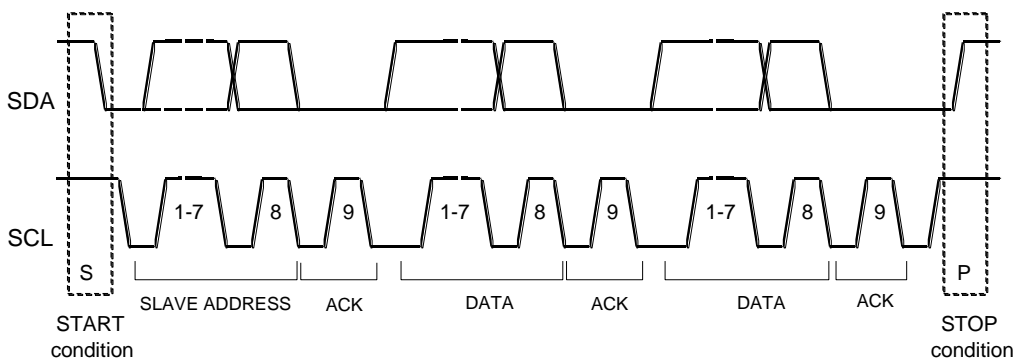 SDA
SCL
1-7 8 9 1-7 8 9 1-7 8 9
S P
SLAVE ADDRESS ACK DATA ACK DATA ACK
START
condition
STOP
condition